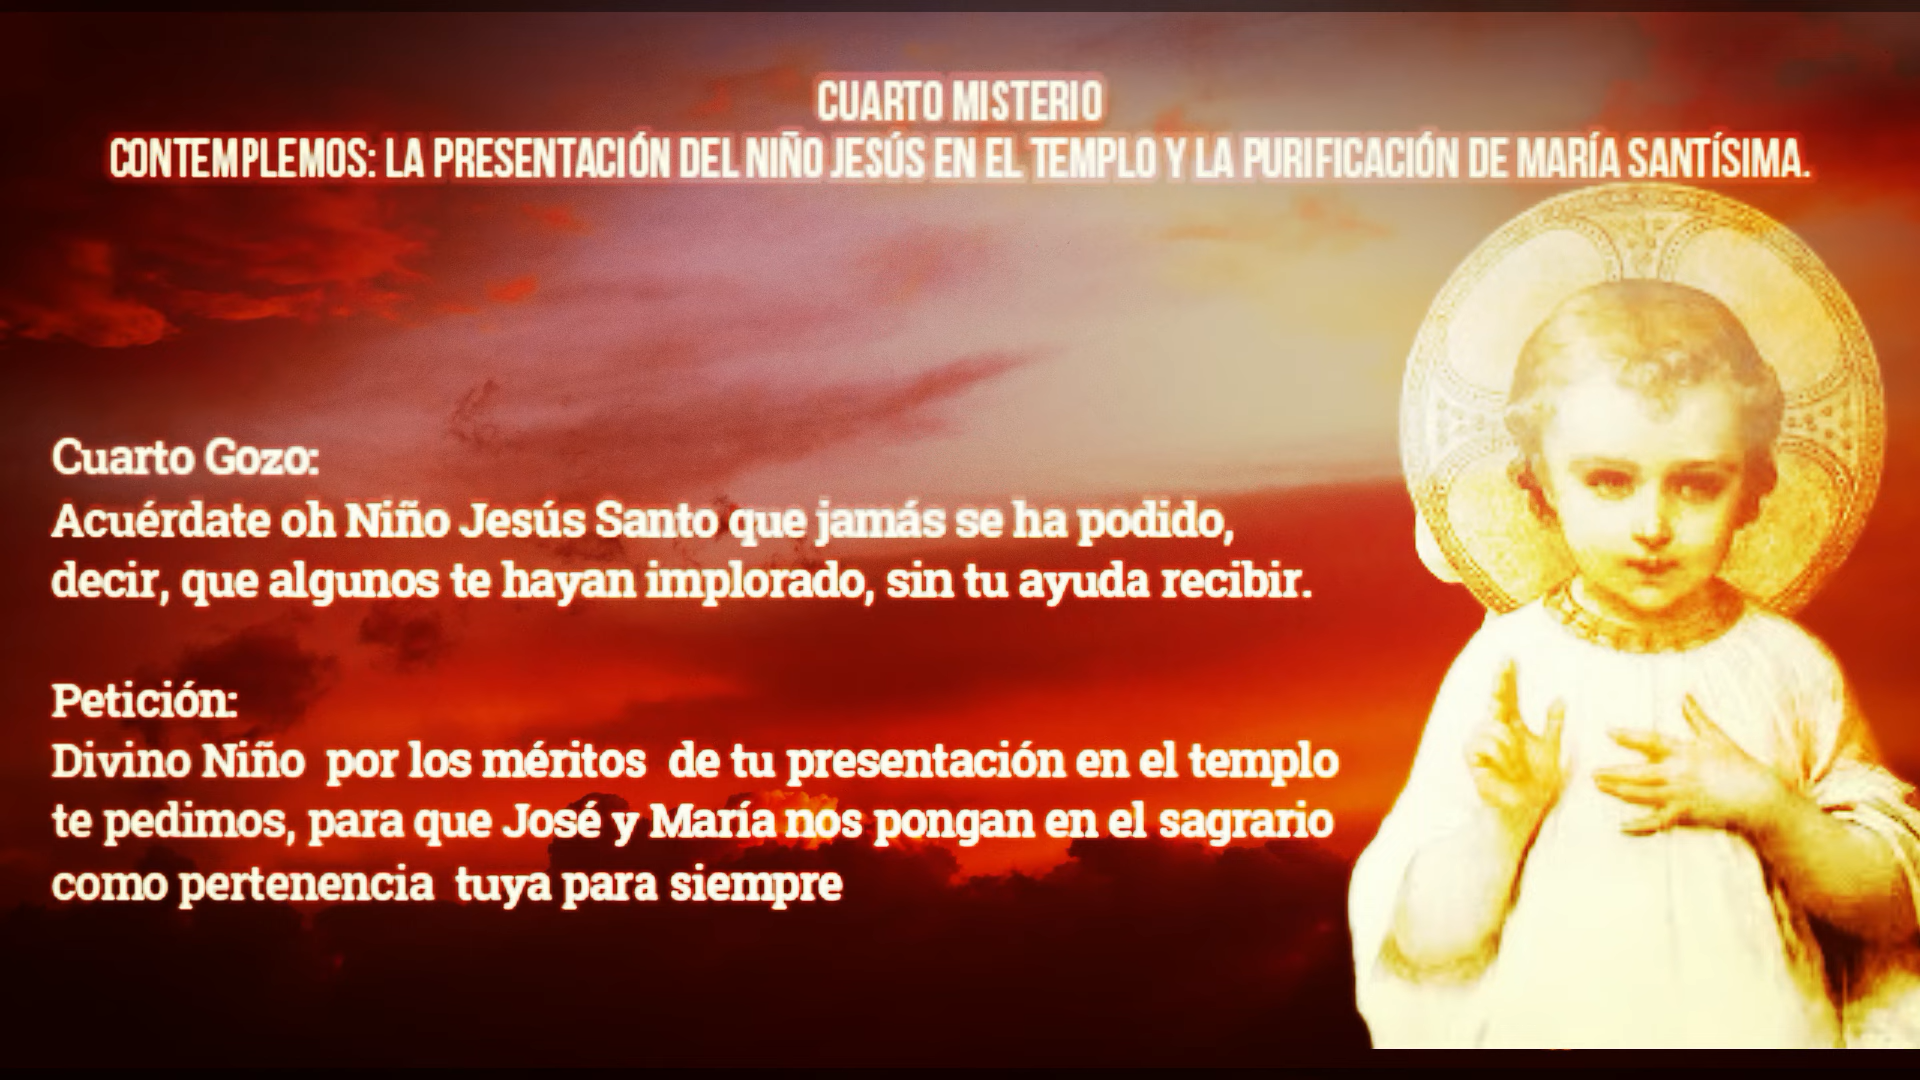 CUARTO MISTERIO
CONTEMPLEMOS: LA PRESENTACIÓN DEL NIÑO JESÚS EN EL TEMPLO Y LA PURIFICACIÓN DE MARÍA SANTÍSIMA.
Cuarto Gozo:
Acuérdate oh Niño Jesús Santo que jamás se ha podido,
decir, que algunos te hayan implorado, sin tu ayuda recibir.
Petición:
Divino Niño por los méritos de tu presentación en el templo
te pedimos, para que José y María nos pongan en el sagrario
como pertenencia tuya para siempre